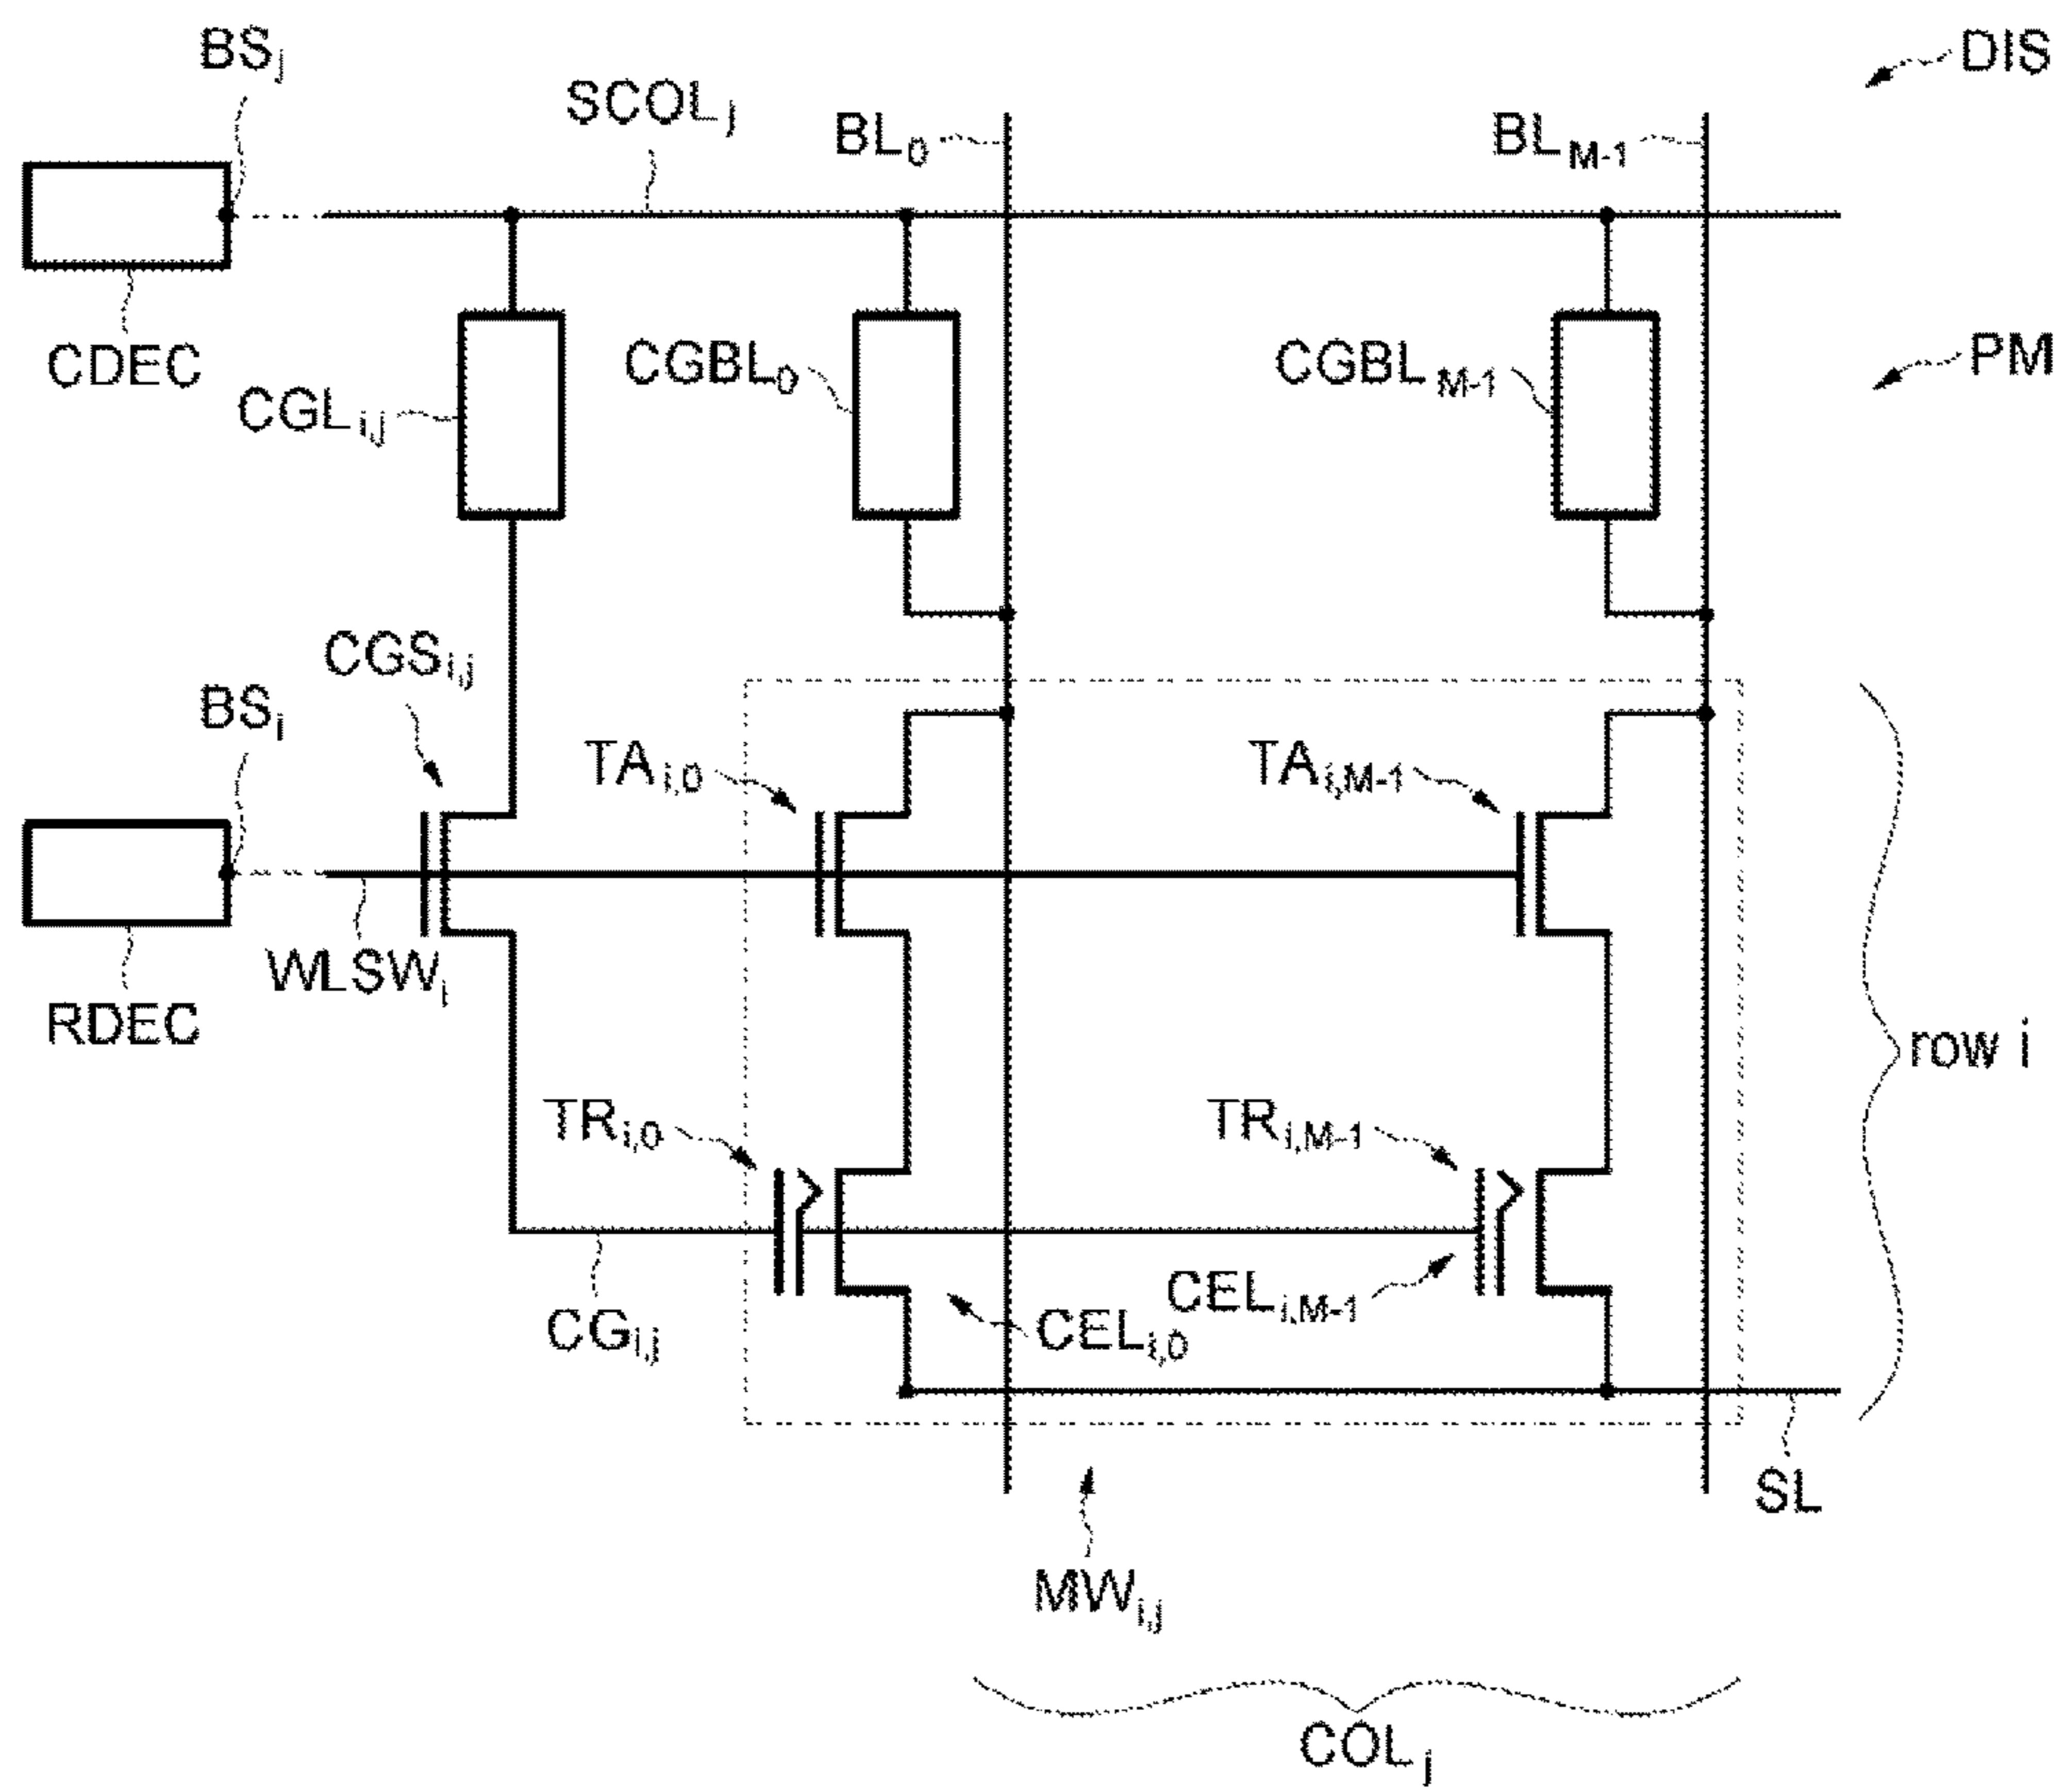 BSj
SCOLj
BL0
BLM-1
DIS
CDEC
CGLi,j
CGBL0
CGBLM-1
PM
CGSi,j
BSi
TAi,0
TAi,M-1
WLSWi
RDEC
row i
TRi,0
TRi,M-1
CGi,j
CELi,0
CELi,M-1
SL
MWi,j
COLj